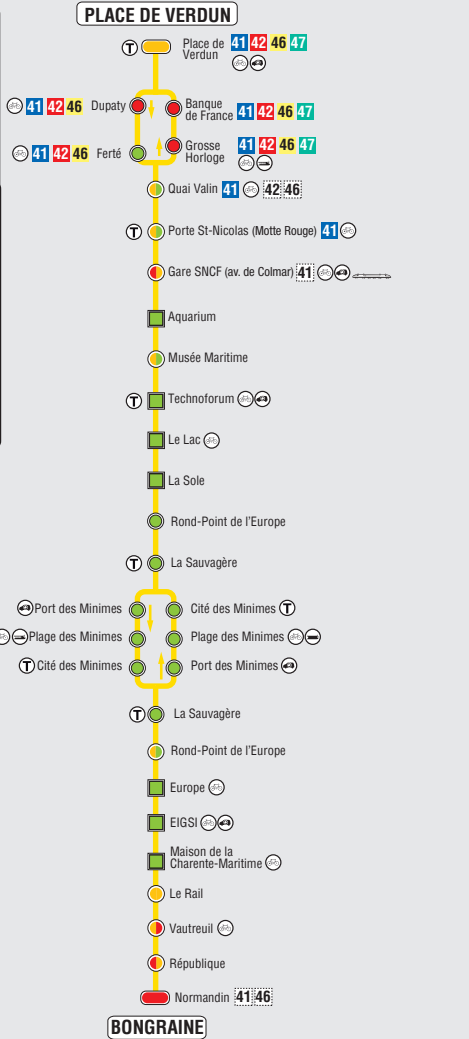 PLACE DE VERDUN
T Place de Verdun 41 42 46 47
41 42 46 Dupaty
Banque de France 41 42 46 47
41 42 46 Ferté
Grosse Horloge 41 42 46 47
Quai Valin 41 42 46
T Porte St-Nicolas (Motte Rouge) 41
Gare SNCF (av. de Colmar) 41
Aquarium
Musée Maritime
T Technoforum
Le Lac
La Sole
Rond-Point de l'Europe
T La Sauvagère
Port des Minimes
Cité des Minimes T
Plage des Minimes
Plage des Minimes
T Cité des Minimes
Port des Minimes
T La Sauvagère
Rond-Point de l'Europe
Europe
EIGSI
Maison de la
Charente-Maritime
Le Rail
Vautreuil
République
Normandin 41 46
BONGRAINE